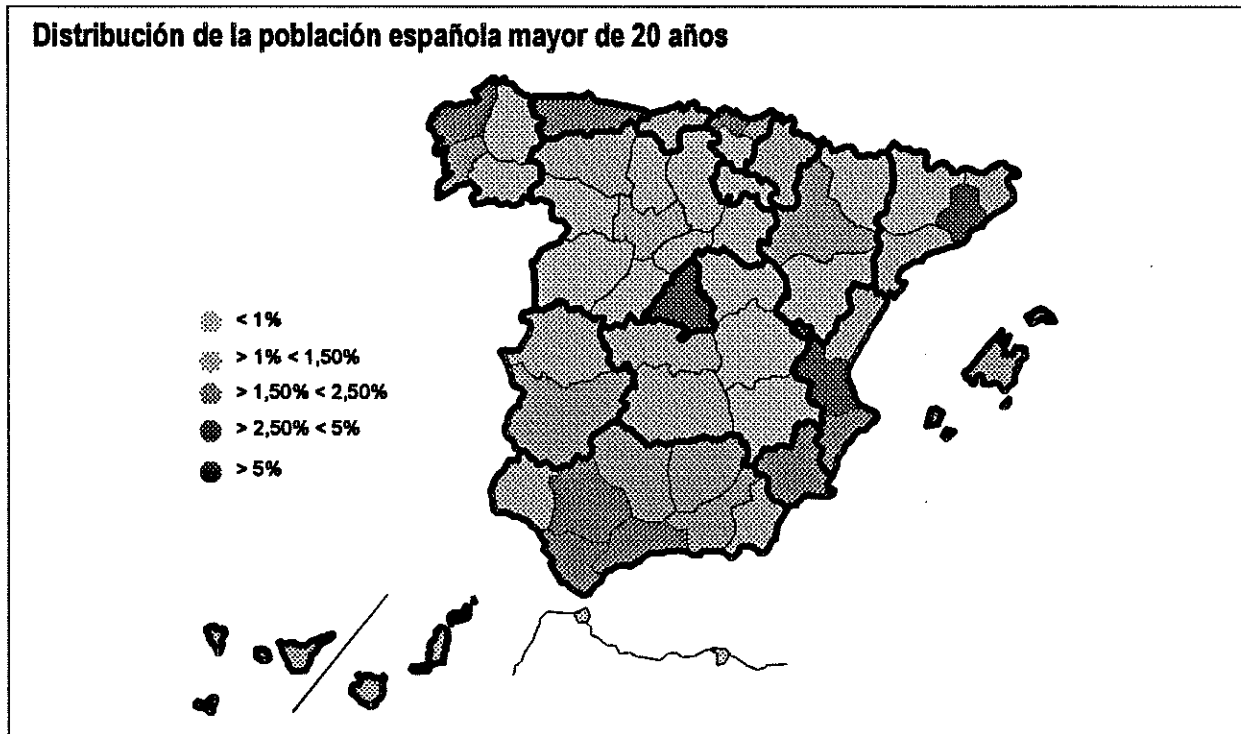 Distribución de la población española mayor de 20 años
< 1%
> 1% < 1,50%
> 1,50% < 2,50%
> 2,50% < 5%
> 5%